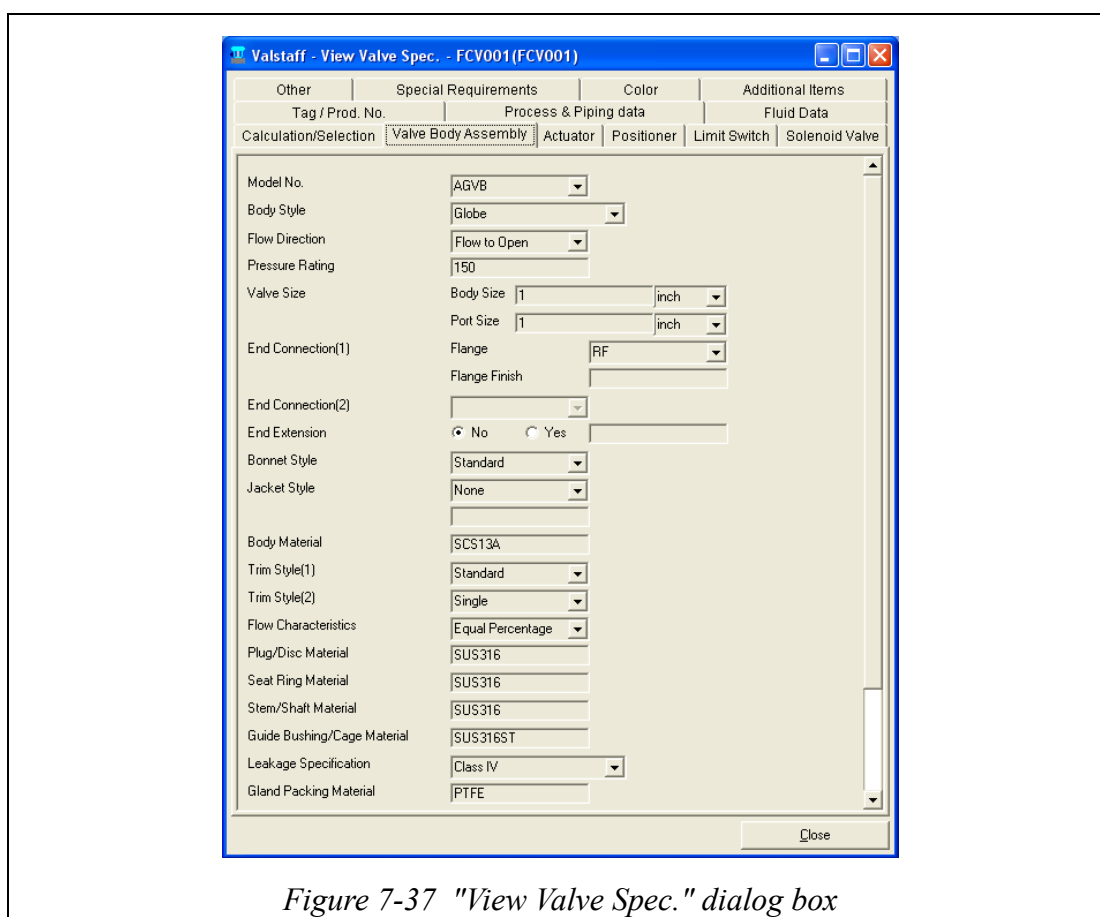 Valstaff - View Valve Spec. - FCV001(FCV001)
Other Special Requirements Color Additional Items
Tag / Prod. No. Process & Piping data Fluid Data
Calculation/Selection Valve Body Assembly Actuator Positioner Limit Switch Solenoid Valve
Model No. AGVB
Body Style Globe
Flow Direction Flow to Open
Pressure Rating 150
Valve Size Body Size 1 inch
Port Size 1 inch
End Connection(1) Flange RF
Flange Finish
End Connection(2)
End Extension No Yes
Bonnet Style Standard
Jacket Style None
Body Material SCS13A
Trim Style(1) Standard
Trim Style(2) Single
Flow Characteristics Equal Percentage
Plug/Disc Material SUS316
Seat Ring Material SUS316
Stem/Shaft Material SUS316
Guide Bushing/Cage Material SUS316ST
Leakage Specification Class IV
Gland Packing Material PTFE
Close
Figure 7-37 "View Valve Spec." dialog box